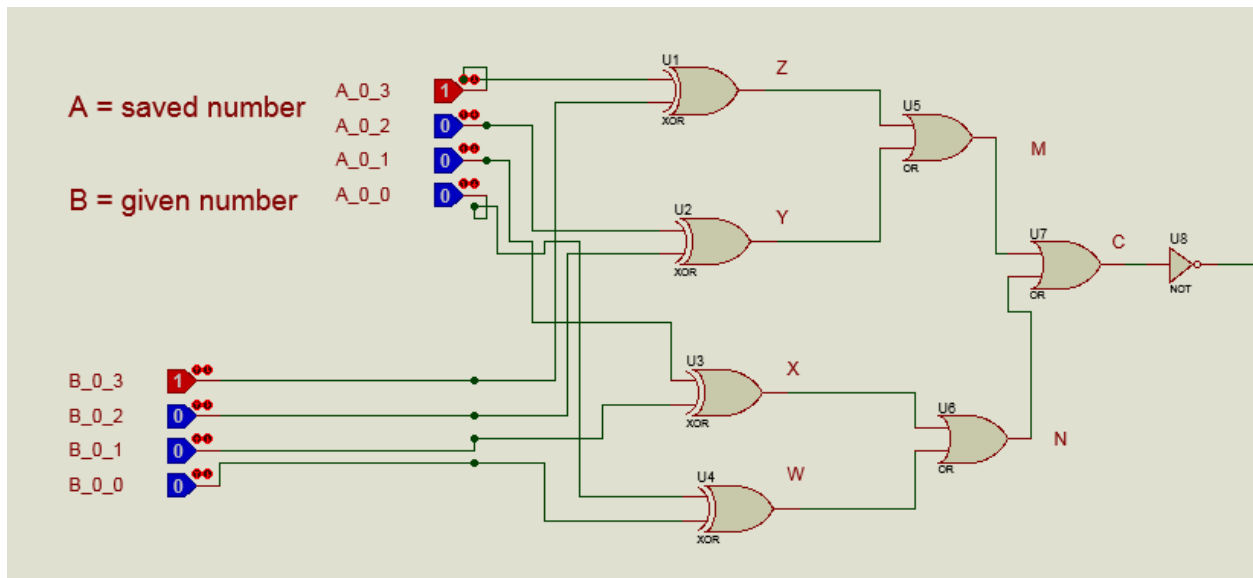 A = saved number
B = given number
A_0_3
1
A_0_2
0
A_0_1
0
A_0_0
0
B_0_3
1
B_0_2
0
B_0_1
0
B_0_0
0
U1
XOR
Z
U2
XOR
Y
U5
OR
M
U3
XOR
X
U4
XOR
W
U6
OR
N
U7
OR
C
U8
NOT